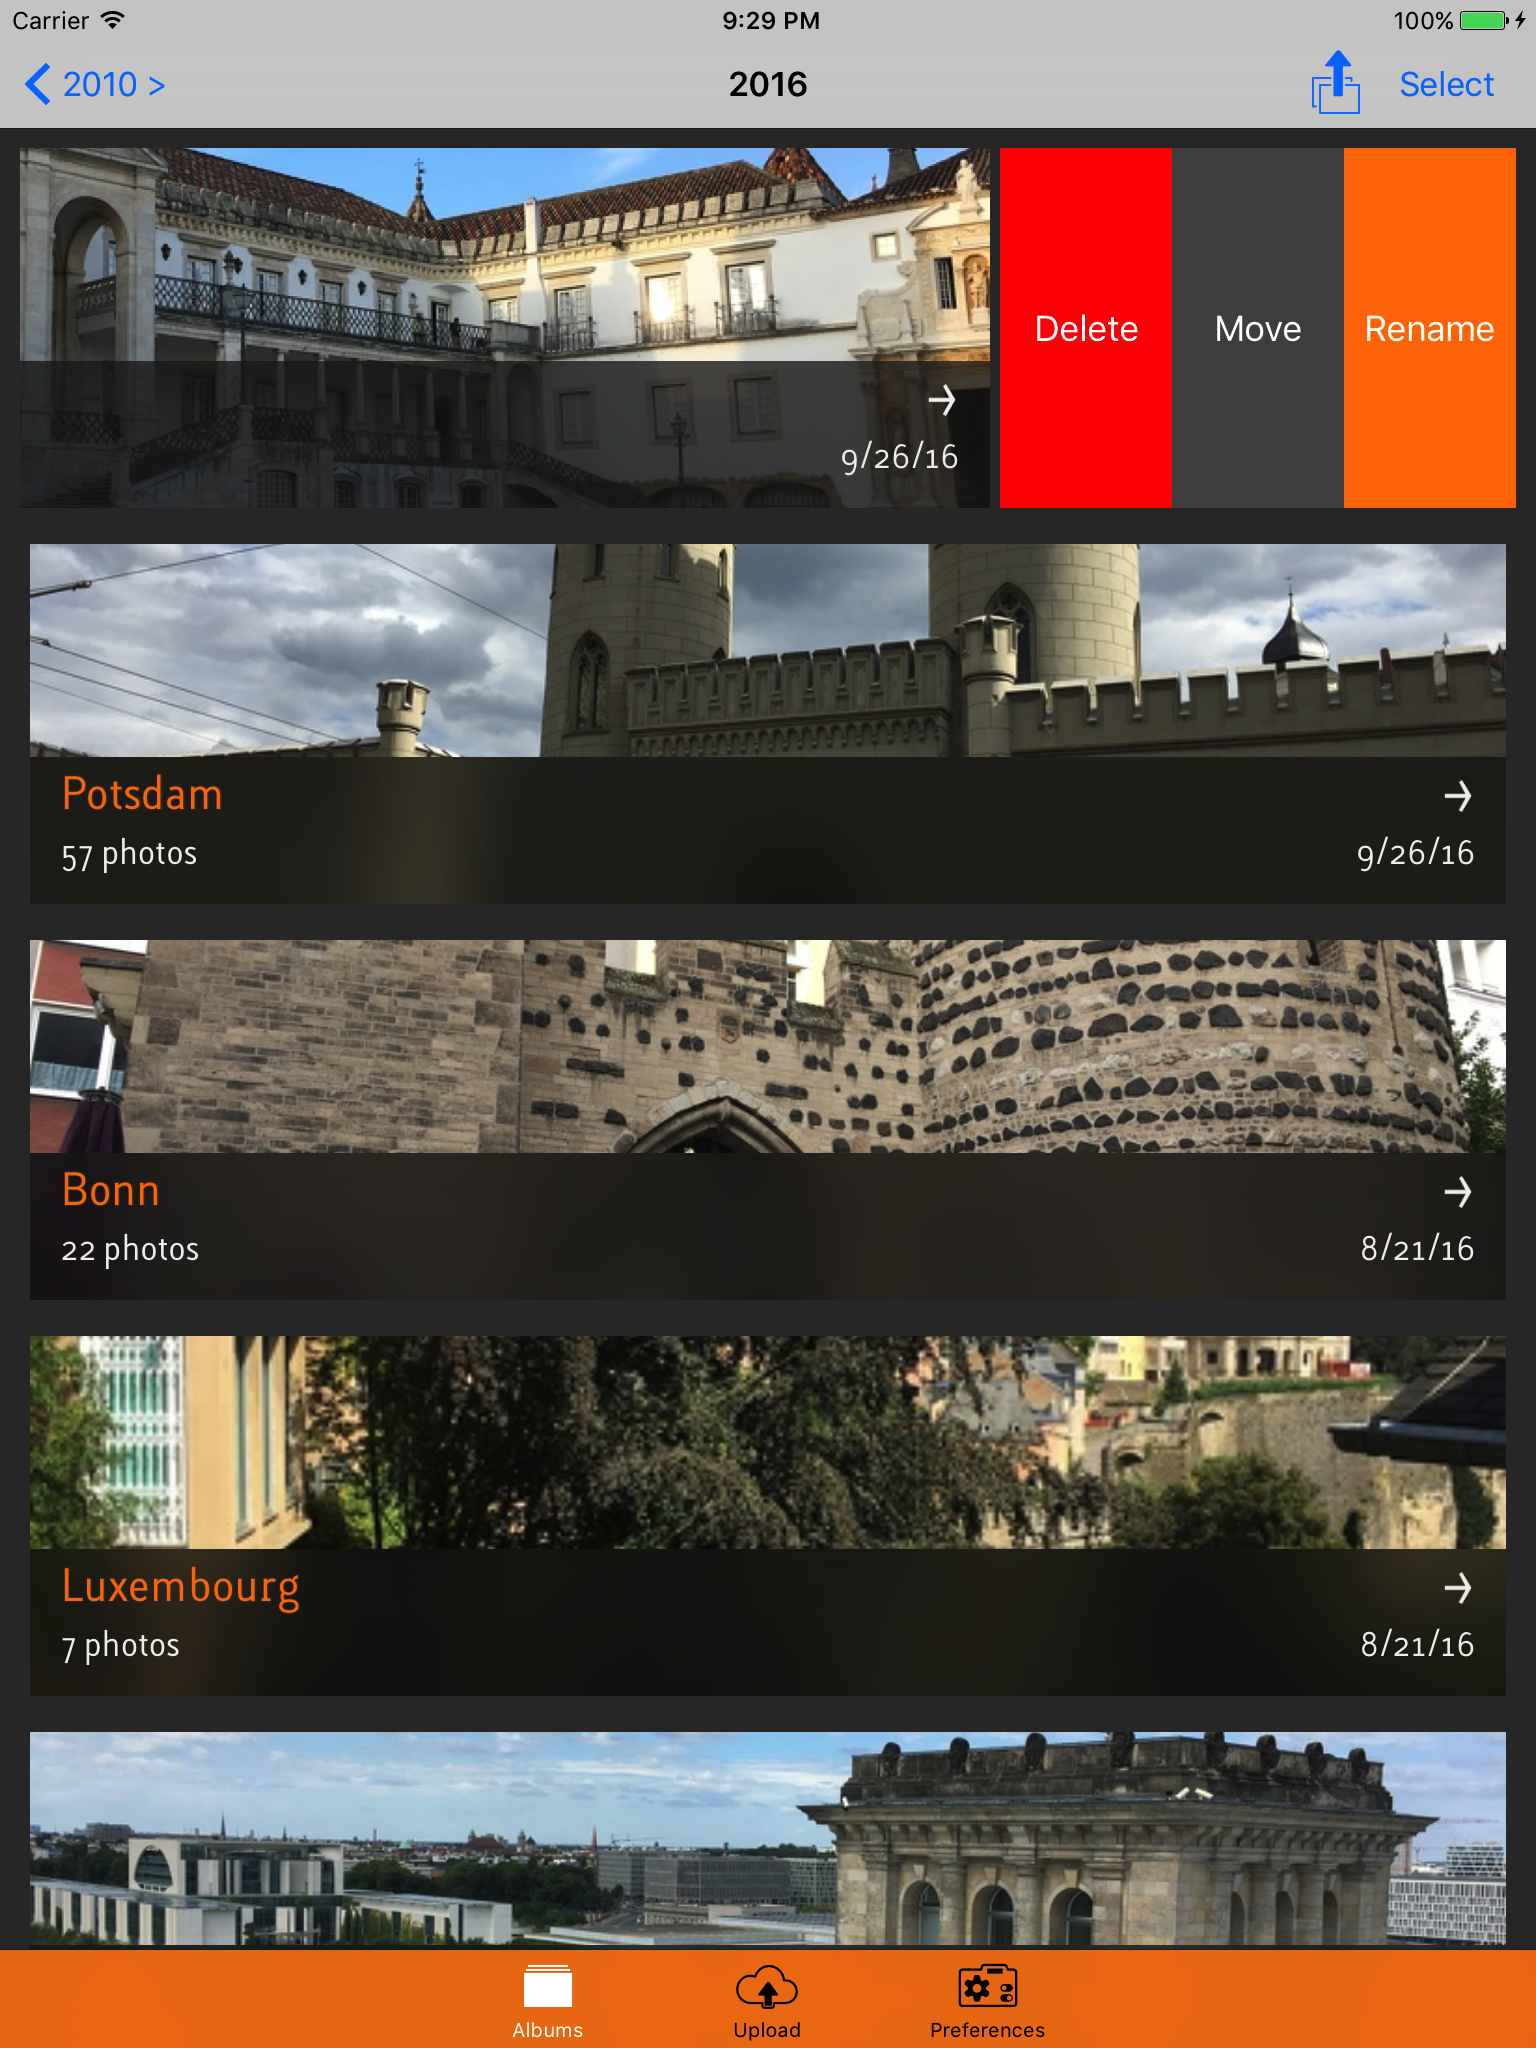 Carrier 9:29 PM 100%
2010 > 2016 Select
Delete Move Rename
9/26/16
Potsdam
57 photos 9/26/16
Bonn
22 photos 8/21/16
Luxembourg
7 photos 8/21/16
Albums Upload Preferences